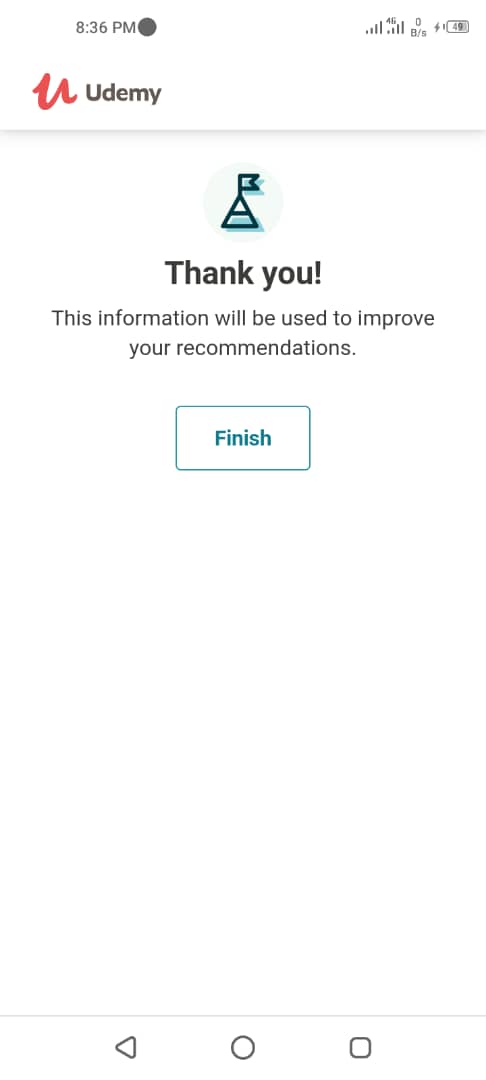 8:36 PM
4G
0
B/s
49
Udemy
Thank you!
This information will be used to improve
your recommendations.
Finish